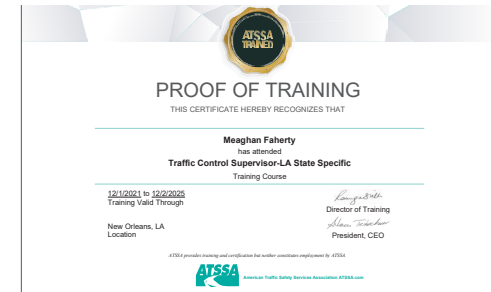 ATSSA
TRAINED
PROOF OF TRAINING
THIS CERTIFICATE HEREBY RECOGNIZES THAT
Meaghan Faherty
has attended
Traffic Control Supervisor-LA State Specific
Training Course
12/1/2021 to 12/2/2025
Training Valid Through
Director of Training
New Orleans, LA
Location
President, CEO
ATSSA provides training and certification but neither constitutes employment by ATSSA.
ATSSA American Traffic Safety Services Association ATSSA.com